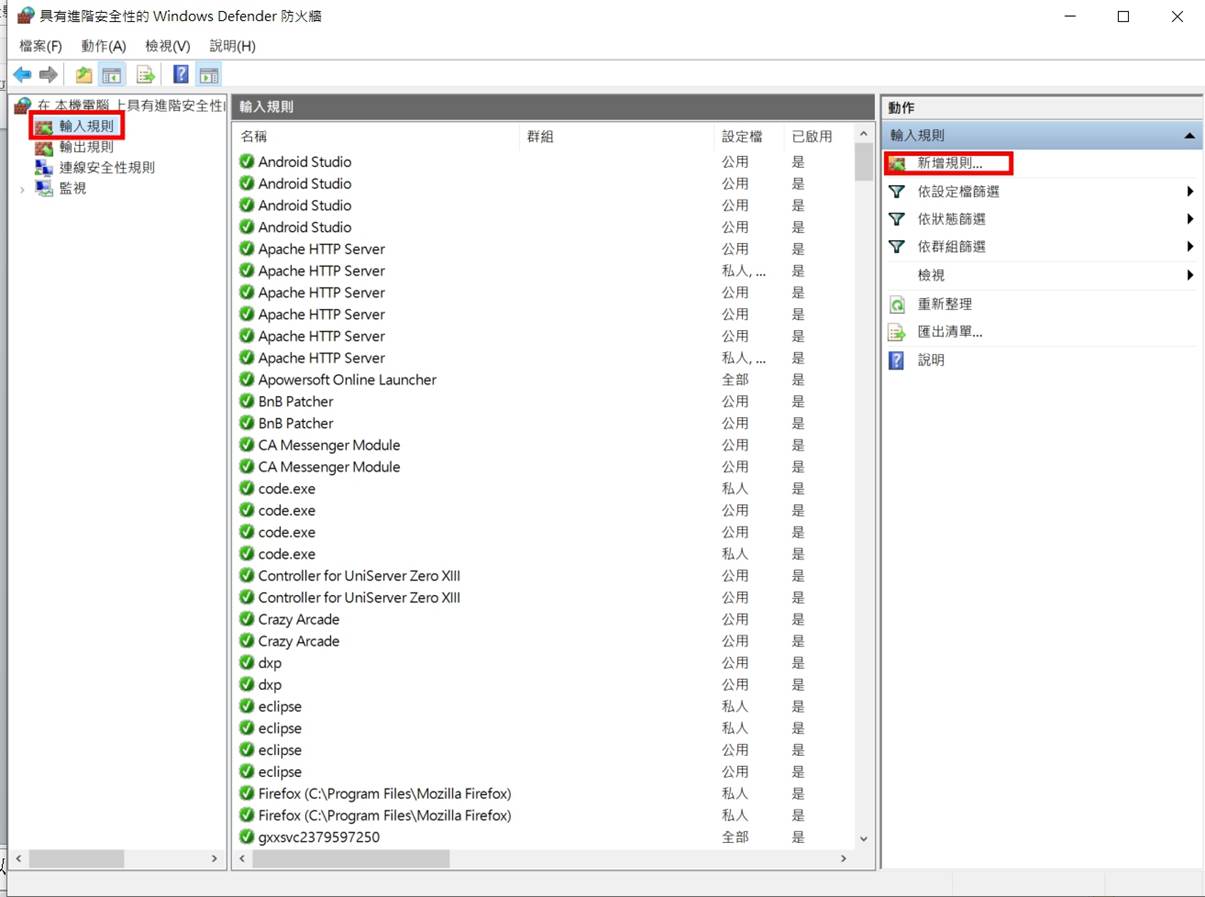 具有進階安全性的 Windows Defender 防火牆
檔案(F) 動作(A) 檢視(V) 說明(H)
在 本機電腦 上具有進階安全性
輸入規則
輸出規則
連線安全性規則
監視
輸入規則
名稱 群組 設定檔 已啟用
Android Studio 公用 是
Android Studio 公用 是
Android Studio 公用 是
Android Studio 公用 是
Apache HTTP Server 公用 是
Apache HTTP Server 私人, ... 是
Apache HTTP Server 公用 是
Apache HTTP Server 公用 是
Apache HTTP Server 公用 是
Apache HTTP Server 私人, ... 是
Apowersoft Online Launcher 全部 是
BnB Patcher 公用 是
BnB Patcher 公用 是
CA Messenger Module 公用 是
CA Messenger Module 公用 是
code.exe 私人 是
code.exe 公用 是
code.exe 公用 是
code.exe 私人 是
Controller for UniServer Zero XIII 公用 是
Controller for UniServer Zero XIII 公用 是
Crazy Arcade 公用 是
Crazy Arcade 公用 是
dxp 公用 是
dxp 公用 是
eclipse 私人 是
eclipse 私人 是
eclipse 公用 是
eclipse 公用 是
Firefox (C:\Program Files\Mozilla Firefox) 私人 是
Firefox (C:\Program Files\Mozilla Firefox) 私人 是
gxxsvc2379597250 全部 是
動作
輸入規則
新增規則...
依設定檔篩選
依狀態篩選
依群組篩選
檢視
重新整理
匯出清單...
說明